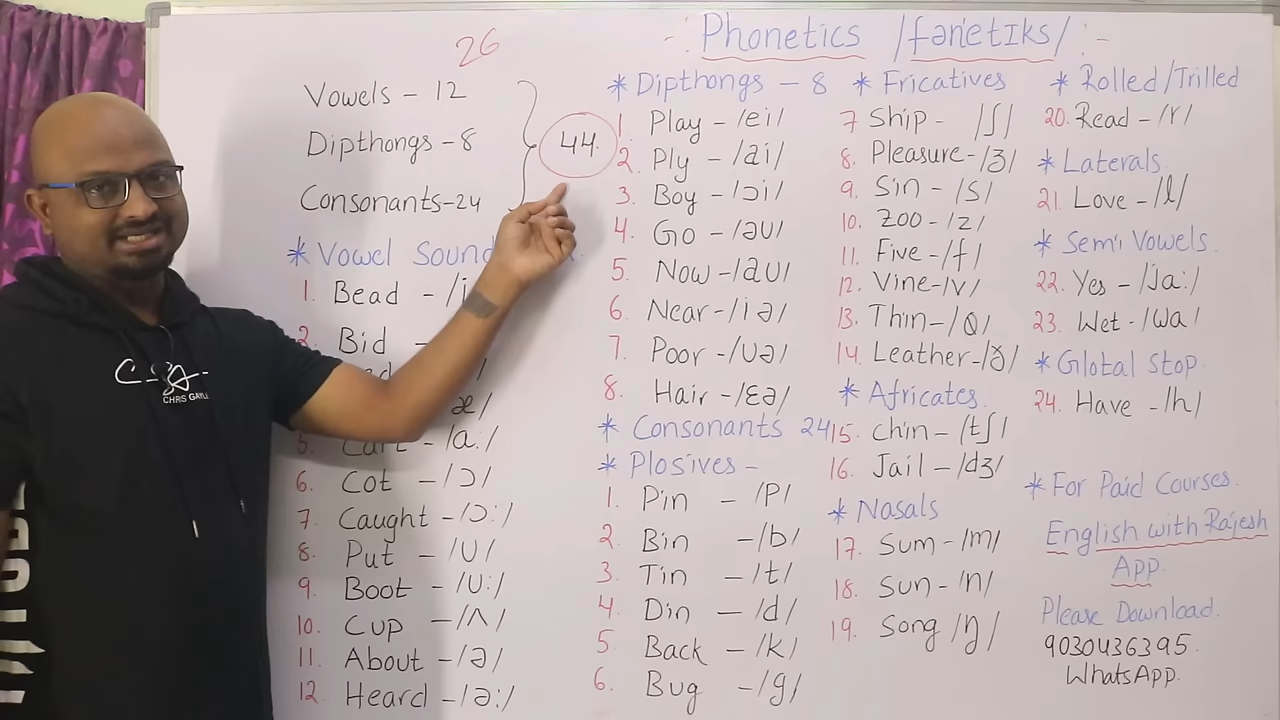 -: Phonetics /fəˈnetɪks/ :-
26
Vowels - 12
Dipthongs - 8
Consonants - 24
44
* Vowel Sound
1. Bead - /i
2. Bid -
æ/
5. Cart - /a:/
6. Cot - /ɔ/
7. Caught - /ɔ:/
8. Put - /ʊ/
9. Boot - /ʊ:/
10. Cup - /ʌ/
11. About - /ə/
12. Heard - /ə:/
* Dipthongs - 8
1. Play - /ei/
2. Ply - /ai/
3. Boy - /ɔi/
4. Go - /əʊ/
5. Now - /aʊ/
6. Near - /iə/
7. Poor - /ʊə/
8. Hair - /ɛə/
* Consonants 24
* Plosives -
1. Pin - /P/
2. Bin - /b/
3. Tin - /t/
4. Din - /d/
5. Back - /k/
6. Bug - /g/
* Fricatives
7 Ship - /ʃ/
8. Pleasure - /ʒ/
9. Sin - /s/
10. Zoo - /z/
11. Five - /f/
12. Vine - /v/
13. Thin - /θ/
14. Leather - /ð/
* Africates
15. Chin - /tʃ/
16. Jail - /dʒ/
* Nasals
17. Sum - /m/
18. Sun - /n/
19. Song /ŋ/
* Rolled/Trilled
20. Read - /r/
* Laterals
21. Love - /l/
* Semi Vowels.
22. Yes - /Ja:/
23. Wet - /wa/
* Glotal Stop
24. Have - /h/
* For Paid Courses.
English with Rajesh
App.
Please Download.
9030436395.
WhatsApp.
CHRIS GAYLE